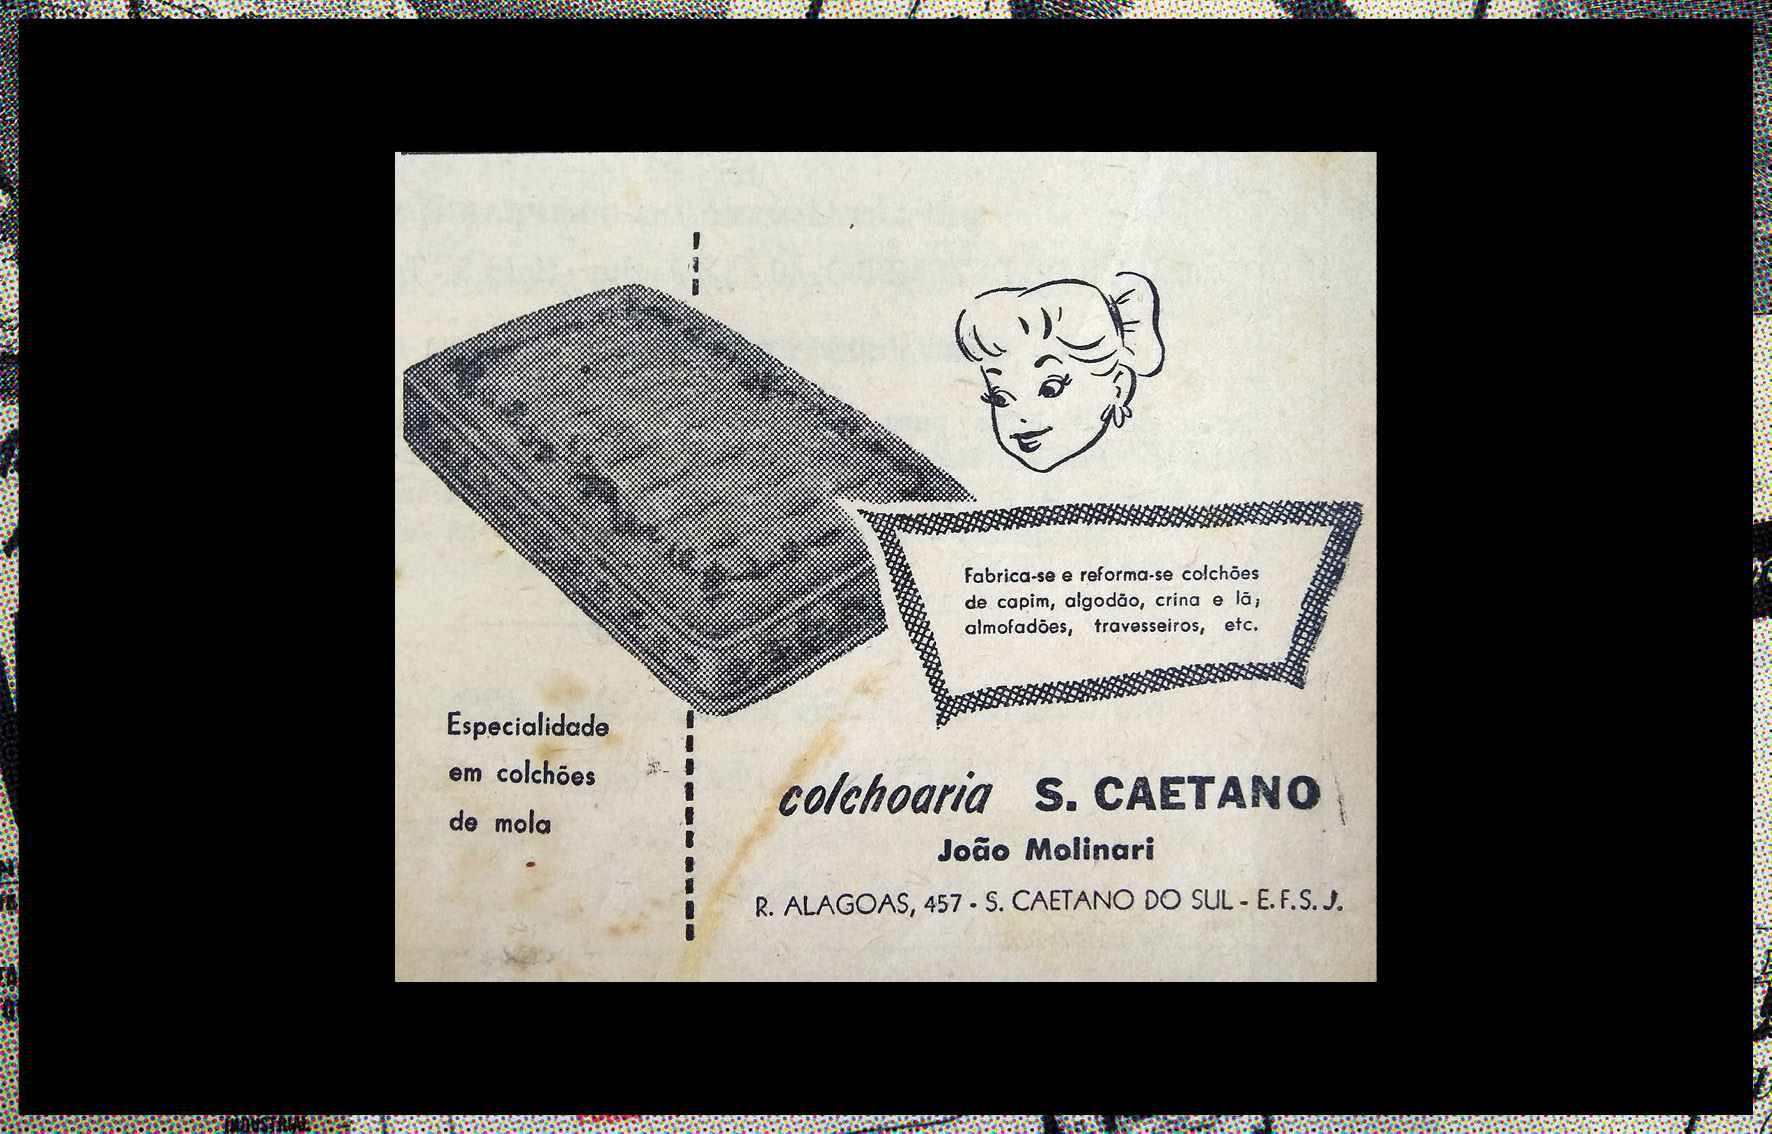 Fabrica-se e reforma-se colchões
de capim, algodão, crina e lã,
almofadões, travesseiros, etc.
Especialidade
em colchões
de mola
colchoaria S. CAETANO
João Molinari
R. ALAGOAS, 457 - S. CAETANO DO SUL - E. F. S. J.
INDUSTRIAL